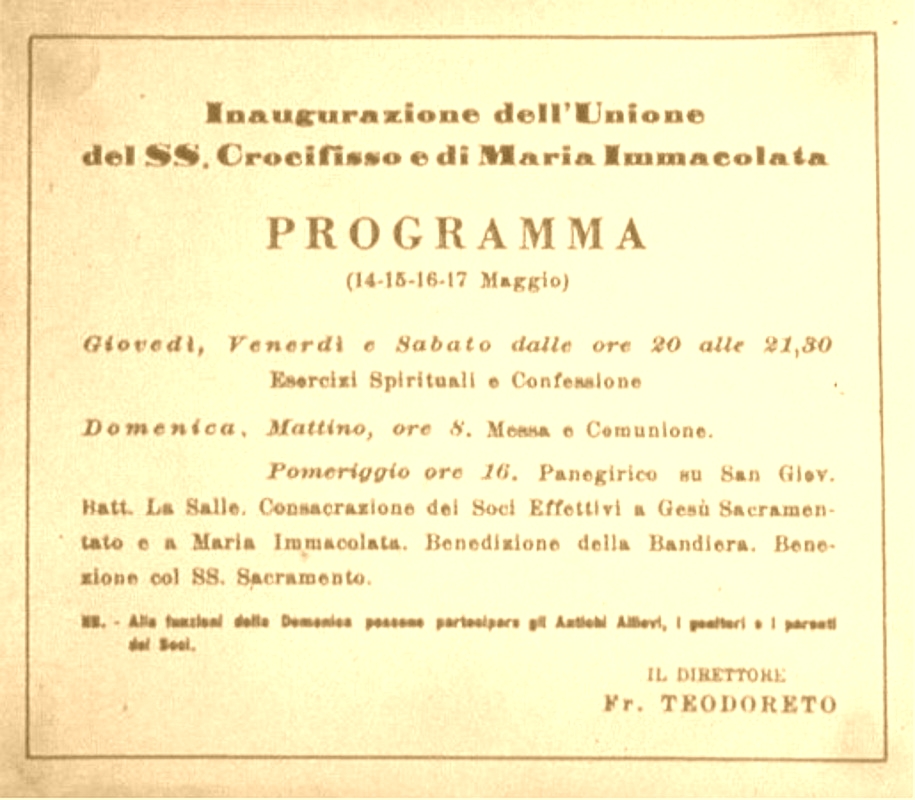 Inaugurazione dell'Unione
del SS. Crocifisso e di Maria Immacolata
PROGRAMMA
(14-15-16-17 Maggio)
Giovedì, Venerdì e Sabato dalle ore 20 alle 21,30
Esercizi Spirituali e Confessione
Domenica, Mattino, ore 8. Messa e Comunione.
Pomeriggio ore 16. Panegirico su San Giov.
Batt. La Salle. Consacrazione dei Soci Effettivi a Gesù Sacramen-
tato e a Maria Immacolata. Benedizione della Bandiera. Bene-
zione col SS. Sacramento.
NB. - Alle funzioni della Domenica possono partecipare gli Antichi Allievi, i genitori e i parenti
dei Soci.
IL DIRETTORE
Fr. TEODORETO